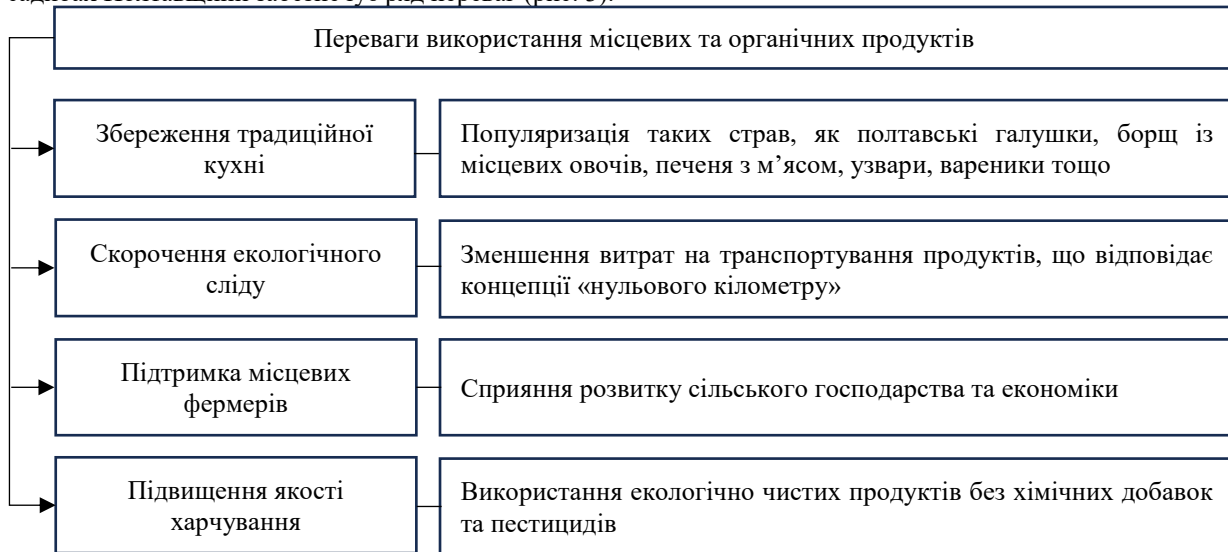 Переваги використання місцевих та органічних продуктів
Збереження традиційної
кухні
Популяризація таких страв, як полтавські галушки, борщ із
місцевих овочів, печеня з м’ясом, узвари, вареники тощо
Скорочення екологічного
сліду
Зменшення витрат на транспортування продуктів, що відповідає
концепції «нульового кілометру»
Підтримка місцевих
фермерів
Сприяння розвитку сільського господарства та економіки
Підвищення якості
харчування
Використання екологічно чистих продуктів без хімічних добавок
та пестицидів